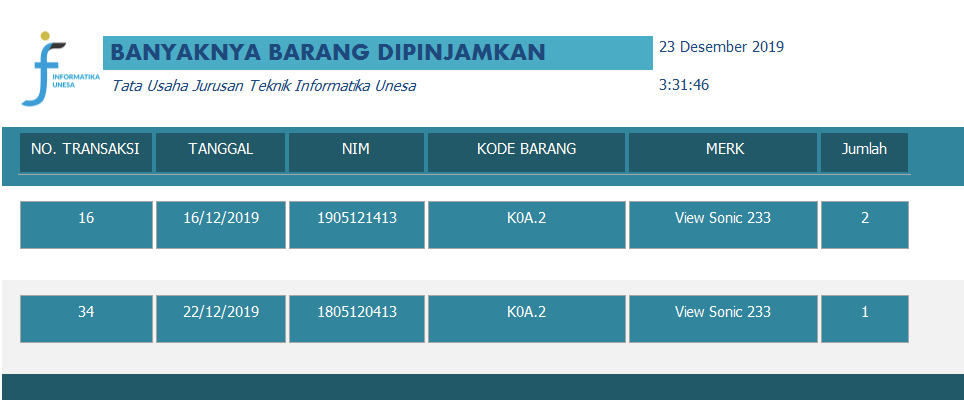 INFORMATIKA
UNESA
BANYAKNYA BARANG DIPINJAMKAN
23 Desember 2019
Tata Usaha Jurusan Teknik Informatika Unesa
3:31:46
NO. TRANSAKSI TANGGAL NIM KODE BARANG MERK Jumlah
16 16/12/2019 1905121413 K0A.2 View Sonic 233 2
34 22/12/2019 1805120413 K0A.2 View Sonic 233 1